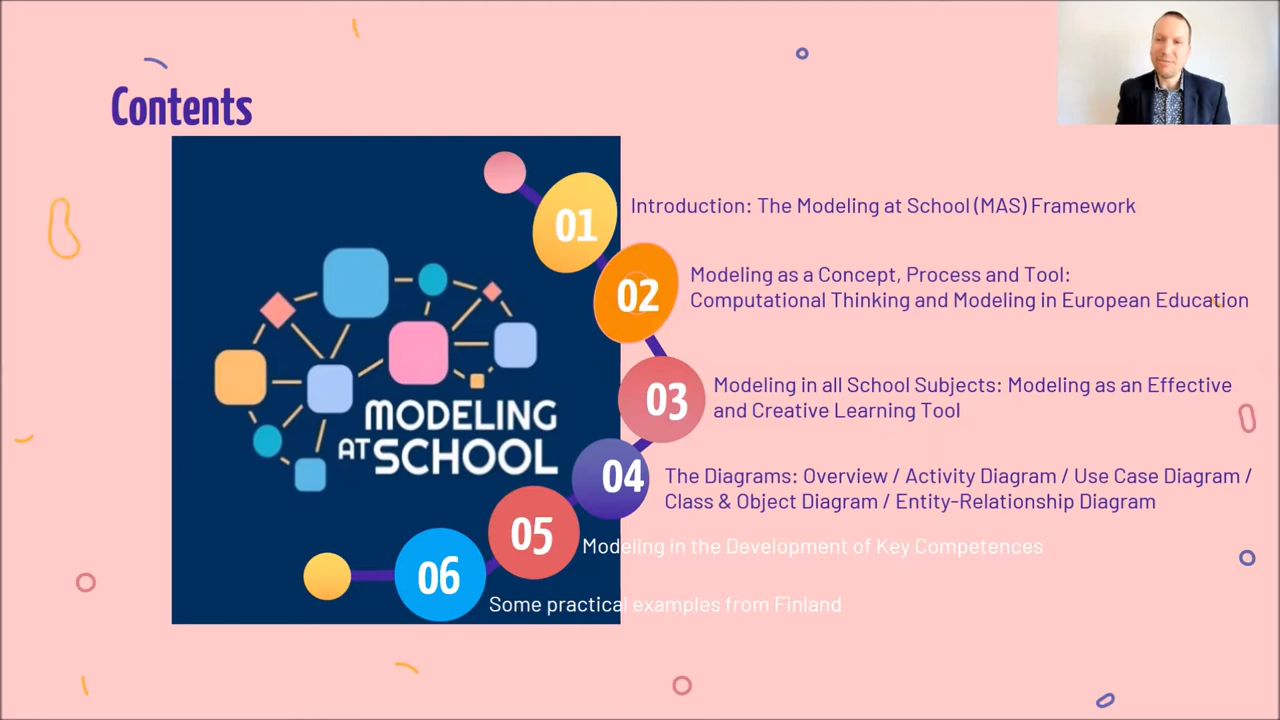 Contents
01
Introduction: The Modeling at School (MAS) Framework
02
Modeling as a Concept, Process and Tool:
Computational Thinking and Modeling in European Education
03
Modeling in all School Subjects: Modeling as an Effective
and Creative Learning Tool
MODELING
AT SCHOOL
04
The Diagrams: Overview / Activity Diagram / Use Case Diagram /
Class & Object Diagram / Entity-Relationship Diagram
05
Modeling in the Development of Key Competences
06
Some practical examples from Finland